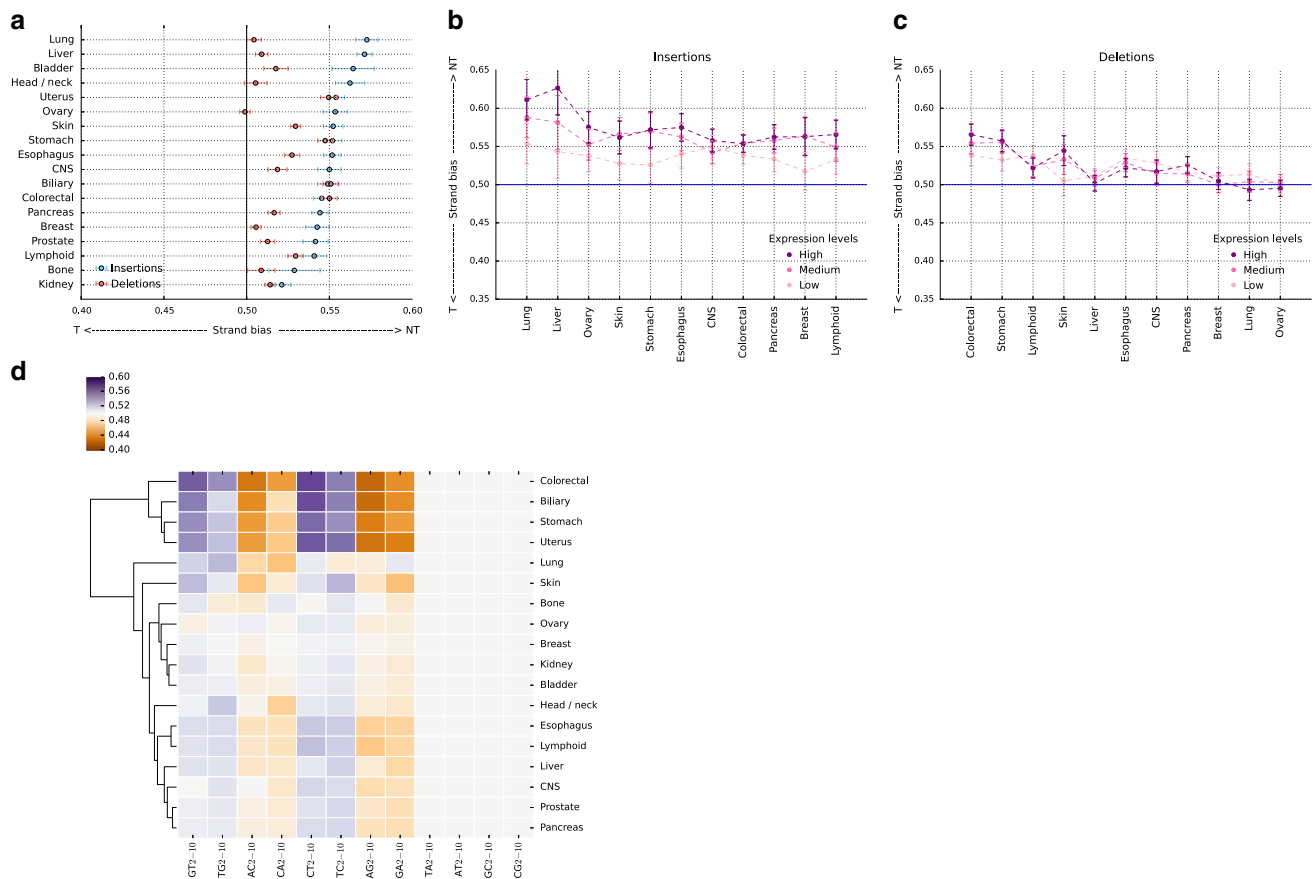 a
Lung
Liver
Bladder
Head / neck
Uterus
Ovary
Skin
Stomach
Esophagus
CNS
Biliary
Colorectal
Pancreas
Breast
Prostate
Lymphoid
Bone
Kidney
Insertions
Deletions
0.40 0.45 0.50 0.55 0.60
T <------------------------- Strand bias -------------------------> NT
b
Insertions
T <---------------- Strand bias ----------------> NT
0.65
0.60
0.55
0.50
0.45
0.40
0.35
Expression levels
High
Medium
Low
Lung
Liver
Ovary
Skin
Stomach
Esophagus
CNS
Colorectal
Pancreas
Breast
Lymphoid
c
Deletions
T <---------------- Strand bias ----------------> NT
0.65
0.60
0.55
0.50
0.45
0.40
0.35
Expression levels
High
Medium
Low
Colorectal
Stomach
Lymphoid
Skin
Liver
Esophagus
CNS
Pancreas
Breast
Lung
Ovary
d
0.60
0.56
0.52
0.48
0.44
0.40
Colorectal
Biliary
Stomach
Uterus
Lung
Skin
Bone
Ovary
Breast
Kidney
Bladder
Head / neck
Esophagus
Lymphoid
Liver
CNS
Prostate
Pancreas
GT2−10
TG2−10
AC2−10
CA2−10
CT2−10
TC2−10
AG2−10
GA2−10
TA2−10
AT2−10
GC2−10
CG2−10